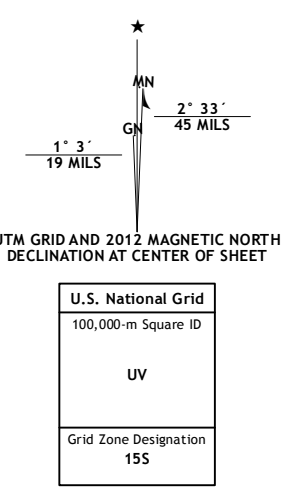 ★
MN
GN
2° 33´
45 MILS
1° 3´
19 MILS
UTM GRID AND 2012 MAGNETIC NORTH
DECLINATION AT CENTER OF SHEET
U.S. National Grid
100,000-m Square ID
UV
Grid Zone Designation
15S